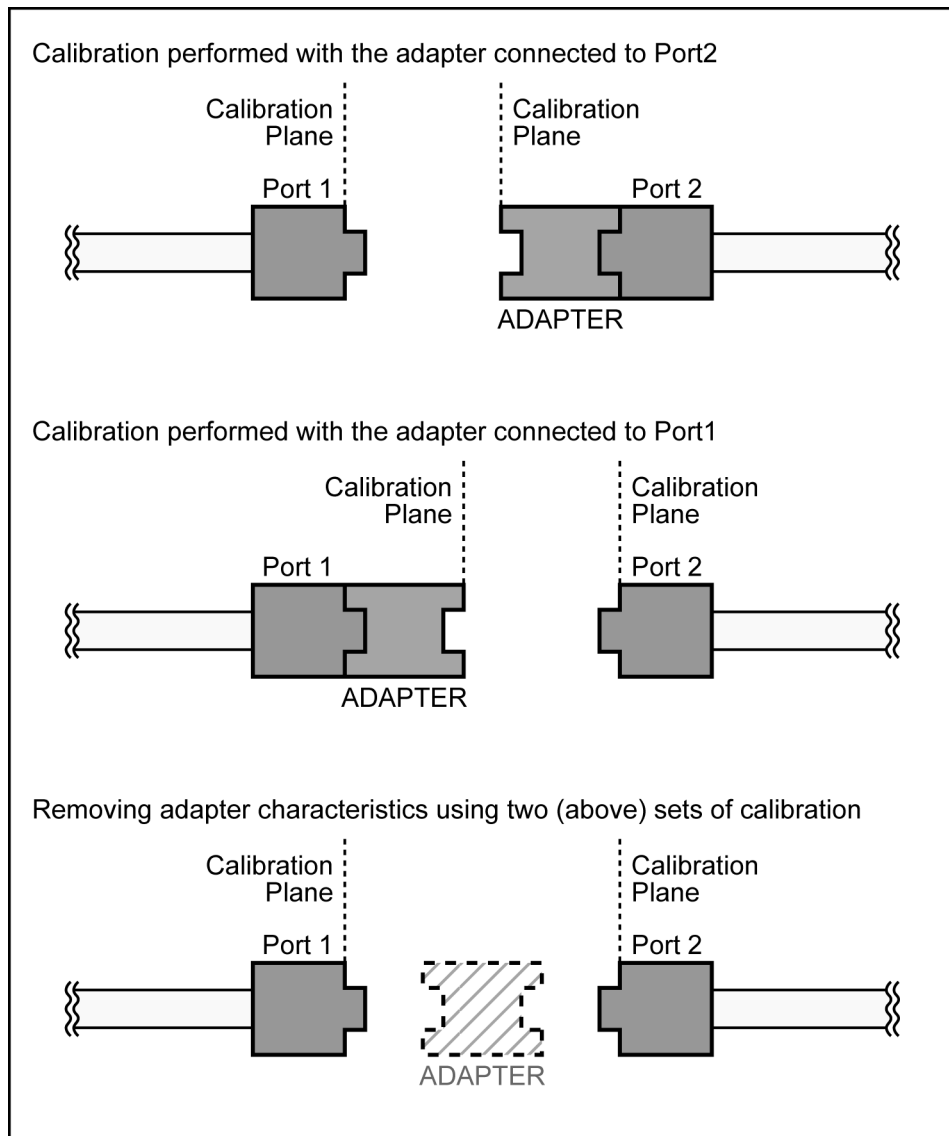 Calibration performed with the adapter connected to Port2
Calibration
Plane
Calibration
Plane
Port 1
Port 2
ADAPTER
Calibration performed with the adapter connected to Port1
Calibration
Plane
Calibration
Plane
Port 1
Port 2
ADAPTER
Removing adapter characteristics using two (above) sets of calibration
Calibration
Plane
Calibration
Plane
Port 1
Port 2
ADAPTER